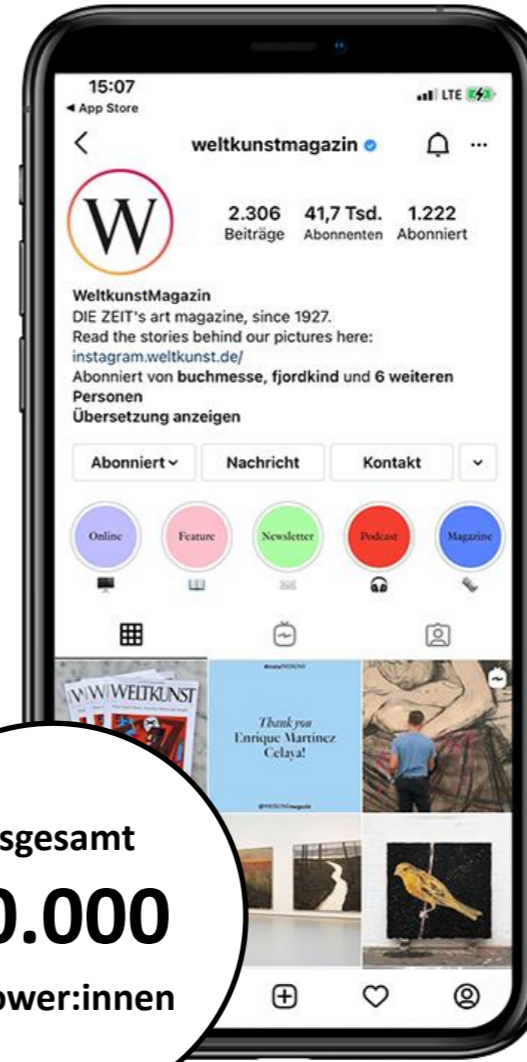 15:07
LTE
◄ App Store
weltkunstmagazin
W
2.306 41,7 Tsd. 1.222
Beiträge Abonnenten Abonniert
WeltkunstMagazin
DIE ZEIT's art magazine, since 1927.
Read the stories behind our pictures here:
instagram.weltkunst.de/
Abonniert von buchmesse, fjordkind und 6 weiteren
Personen
Übersetzung anzeigen
Abonniert Nachricht Kontakt
Online Feature Newsletter Podcast Magazine
W W WELTKUNST
Thank you
Enrique Martínez
Celaya!
sgesamt
0.000
ower:innen